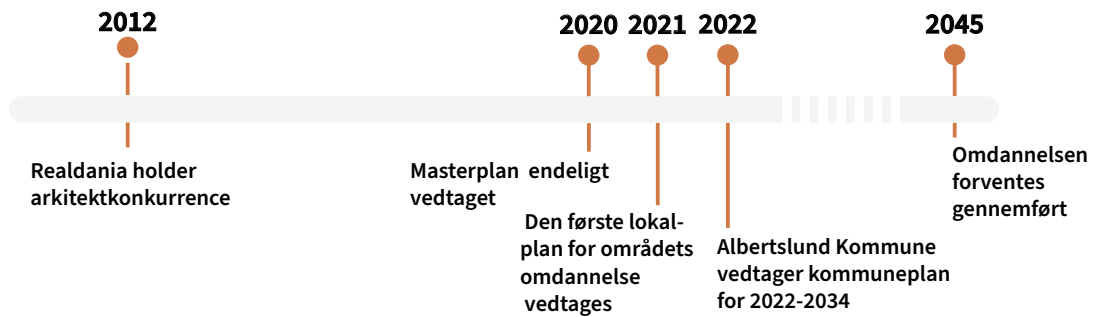 2012
2020
2021
2022
2045
Realdania holder
arkitektkonkurrence
Masterplan endeligt
vedtaget
Den første lokal-
plan for områdets
omdannelse
vedtages
Albertslund Kommune
vedtager kommuneplan
for 2022-2034
Omdannelsen
forventes
gennemført